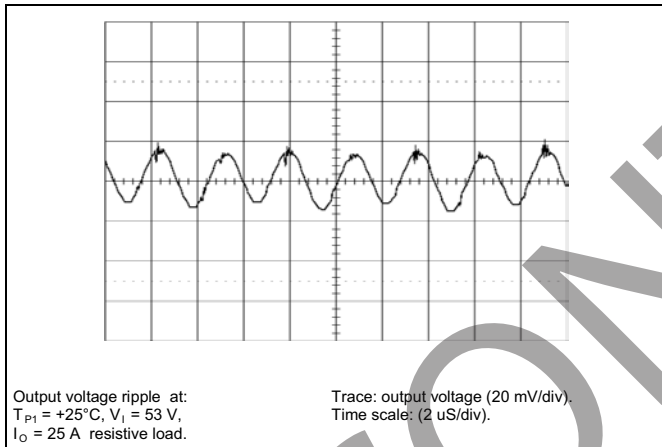 Output voltage ripple at:
T P1 = +25°C, V I = 53 V,
I O = 25 A resistive load.
Trace: output voltage (20 mV/div).
Time scale: (2 uS/div).